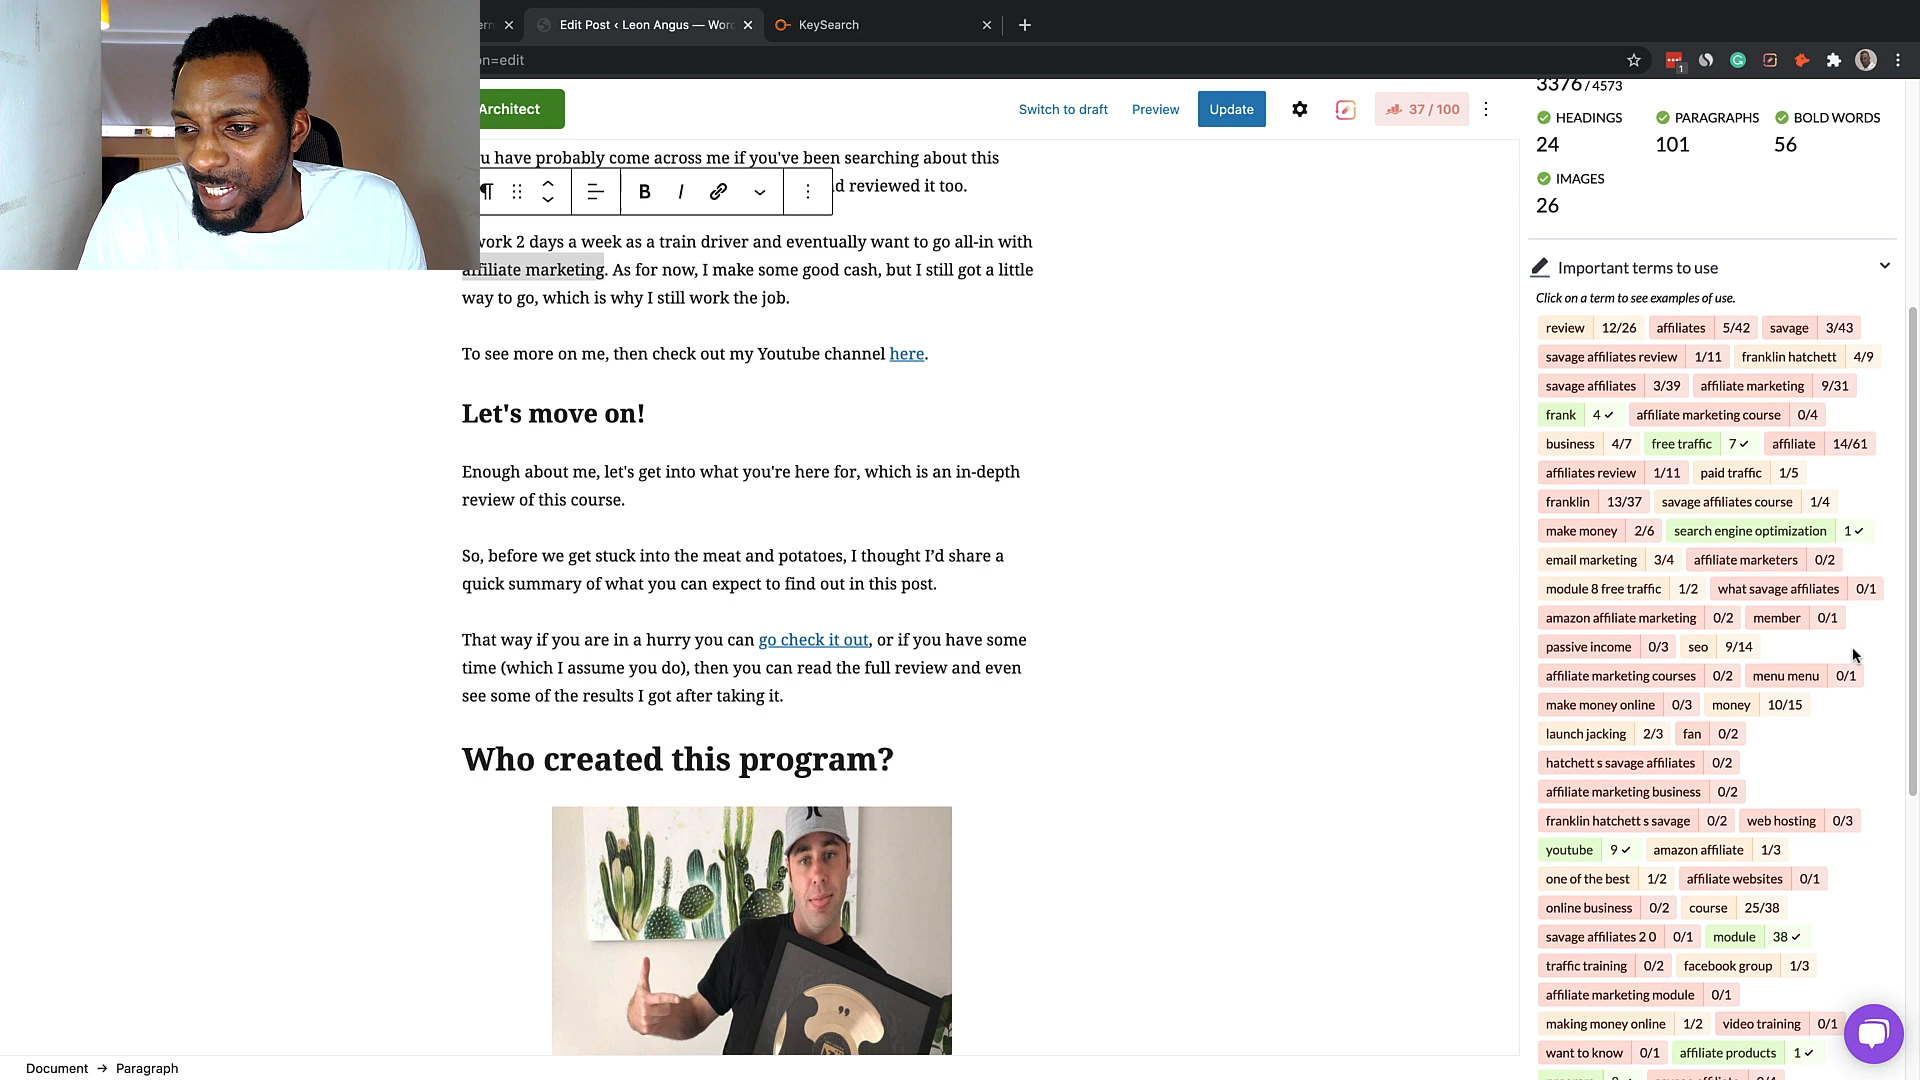 Edit Post ‹ Leon Angus — Wor
KeySearch
on=edit
1
Architect
Switch to draft
Preview
Update
37 / 100
3376 / 4573
HEADINGS
PARAGRAPHS
BOLD WORDS
24
101
56
IMAGES
26
u have probably come across me if you've been searching about this
d reviewed it too.
B
I
work 2 days a week as a train driver and eventually want to go all-in with
affiliate marketing. As for now, I make some good cash, but I still got a little
way to go, which is why I still work the job.
To see more on me, then check out my Youtube channel here.
Let's move on!
Enough about me, let's get into what you're here for, which is an in-depth
review of this course.
So, before we get stuck into the meat and potatoes, I thought I’d share a
quick summary of what you can expect to find out in this post.
That way if you are in a hurry you can go check it out, or if you have some
time (which I assume you do), then you can read the full review and even
see some of the results I got after taking it.
Who created this program?
Important terms to use
Click on a term to see examples of use.
review 12/26 affiliates 5/42 savage 3/43
savage affiliates review 1/11 franklin hatchett 4/9
savage affiliates 3/39 affiliate marketing 9/31
frank 4 ✓ affiliate marketing course 0/4
business 4/7 free traffic 7 ✓ affiliate 14/61
affiliates review 1/11 paid traffic 1/5
franklin 13/37 savage affiliates course 1/4
make money 2/6 search engine optimization 1 ✓
email marketing 3/4 affiliate marketers 0/2
module 8 free traffic 1/2 what savage affiliates 0/1
amazon affiliate marketing 0/2 member 0/1
passive income 0/3 seo 9/14
affiliate marketing courses 0/2 menu menu 0/1
make money online 0/3 money 10/15
launch jacking 2/3 fan 0/2
hatchett s savage affiliates 0/2
affiliate marketing business 0/2
franklin hatchett s savage 0/2 web hosting 0/3
youtube 9 ✓ amazon affiliate 1/3
one of the best 1/2 affiliate websites 0/1
online business 0/2 course 25/38
savage affiliates 2 0 0/1 module 38 ✓
traffic training 0/2 facebook group 1/3
affiliate marketing module 0/1
making money online 1/2 video training 0/1
want to know 0/1 affiliate products 1 ✓
Document → Paragraph